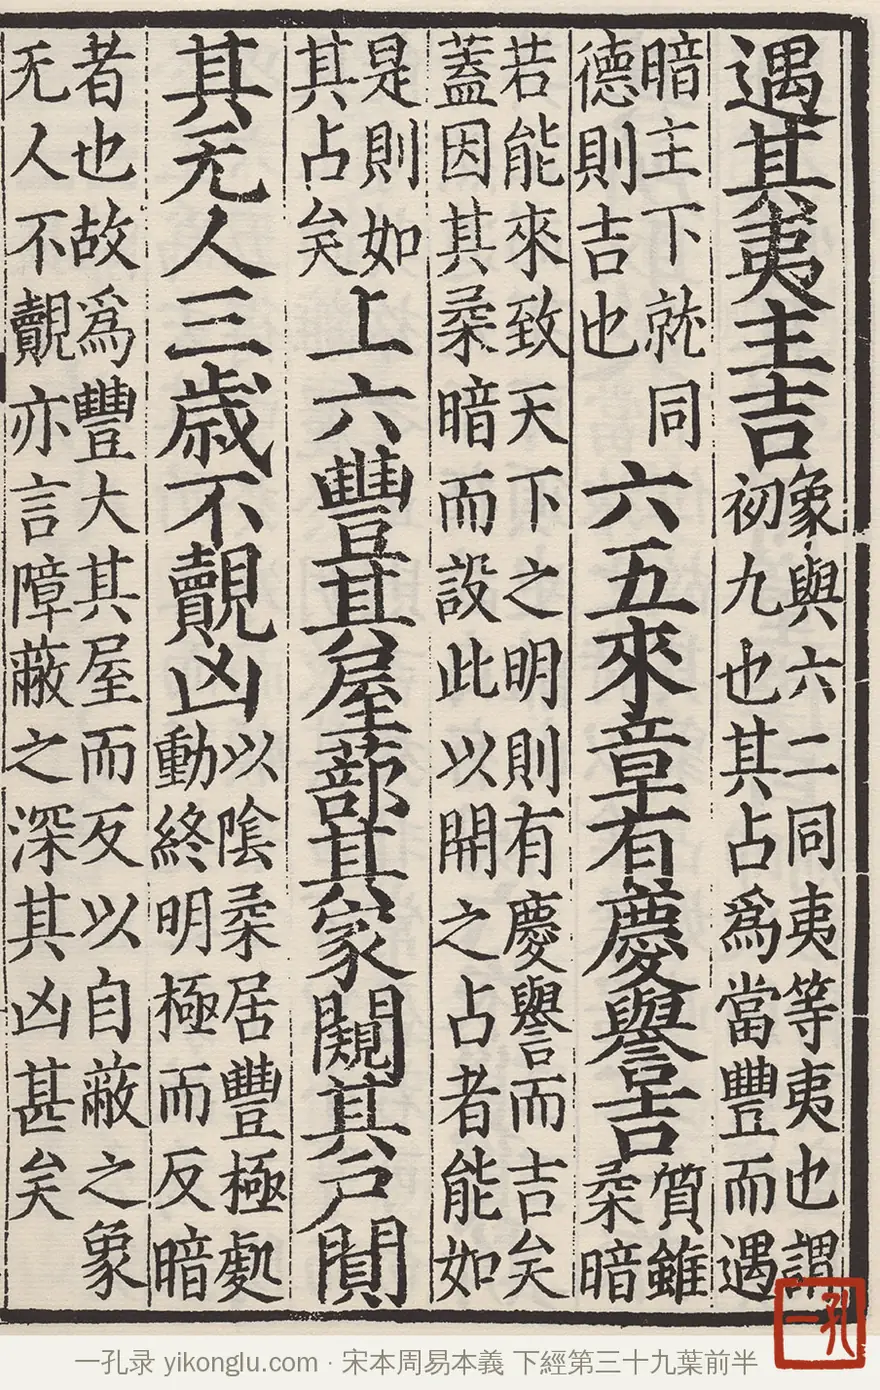 遇其夷主吉象與六二同夷等夷也謂初九也其占爲當豐而遇
暗主下就同德則吉也六五來章有慶譽吉質雖柔暗
若能來致天下之明則有慶譽而吉矣
蓋因其柔暗而設此以開之占者能如
是則如其占矣上六豐其屋蔀其家闚其戶闃
其无人三歲不覿凶以陰柔居豐極處動終明極而反暗
者也故爲豐大其屋而反以自蔽之象
无人不覿亦言障蔽之深其凶甚矣
一孔
一孔录 yikonglu.com · 宋本周易本義 下經第三十九葉前半